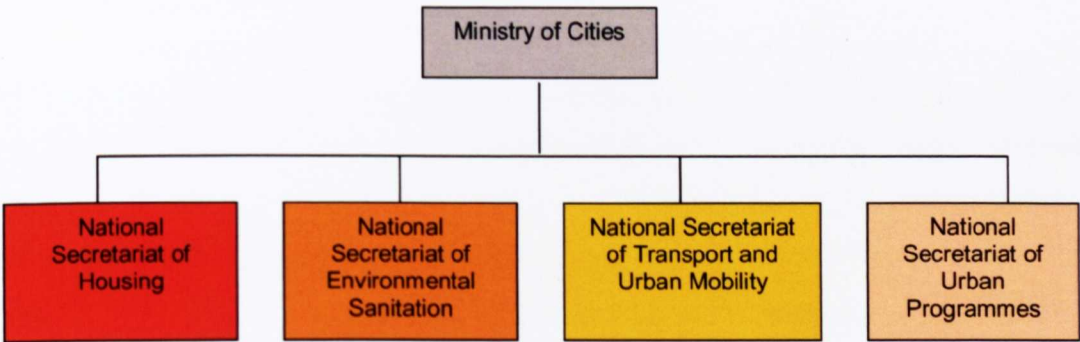 Ministry of Cities
National
Secretariat of
Housing
National
Secretariat of
Environmental
Sanitation
National Secretariat
of Transport and
Urban Mobility
National
Secretariat of
Urban
Programmes